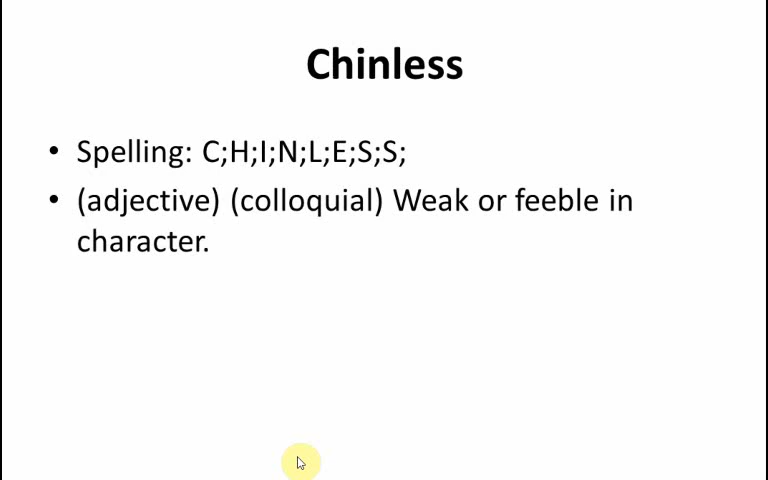 Chinless
• Spelling: C;H;I;N;L;E;S;S;
• (adjective) (colloquial) Weak or feeble in
character.